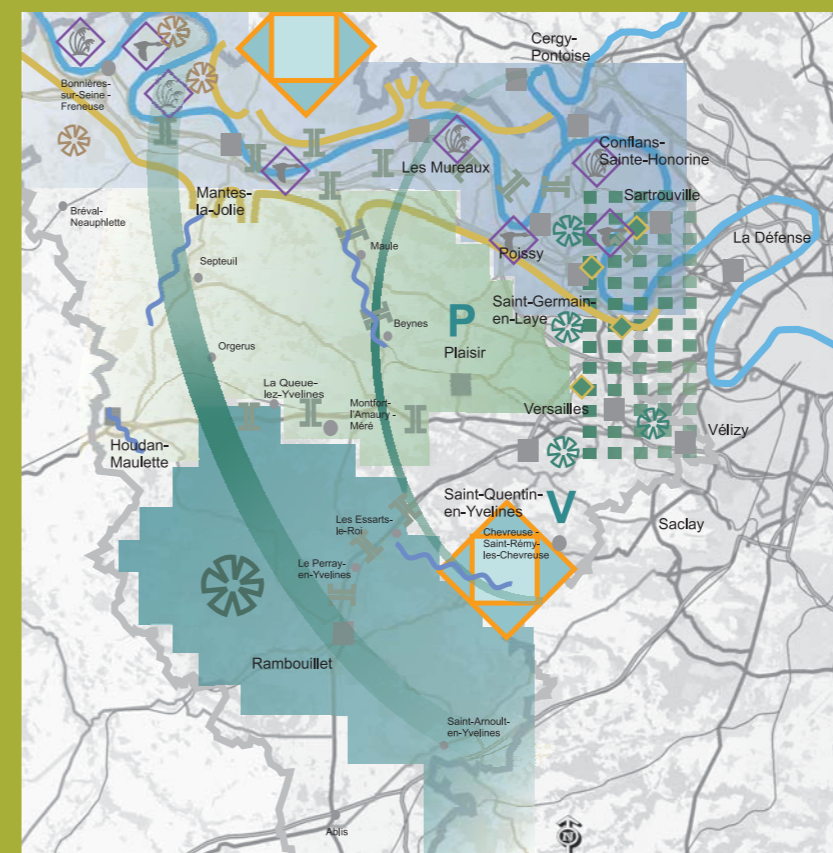 Cergy-
Pontoise
Bonnières-
sur-Seine -
Freneuse
Conflans-
Sainte-Honorine
Les Mureaux
Mantes-
la-Jolie
Sartrouville
Bréval-
Neauphlette
La Défense
Maule
Poissy
Septeuil
Saint-Germain-
en-Laye
P
Beynes
Plaisir
Orgerus
La Queue-
lez-Yvelines
Montfort-
l'Amaury -
Méré
Versailles
Vélizy
Houdan-
Maulette
Saint-Quentin-
en-Yvelines
V
Saclay
Les Essarts-
le-Roi
Chevreuse -
Saint-Rémy-
les-Chevreuse
Le Perray-
en-Yvelines
Rambouillet
Saint-Arnoult-
en-Yvelines
Ablis
N